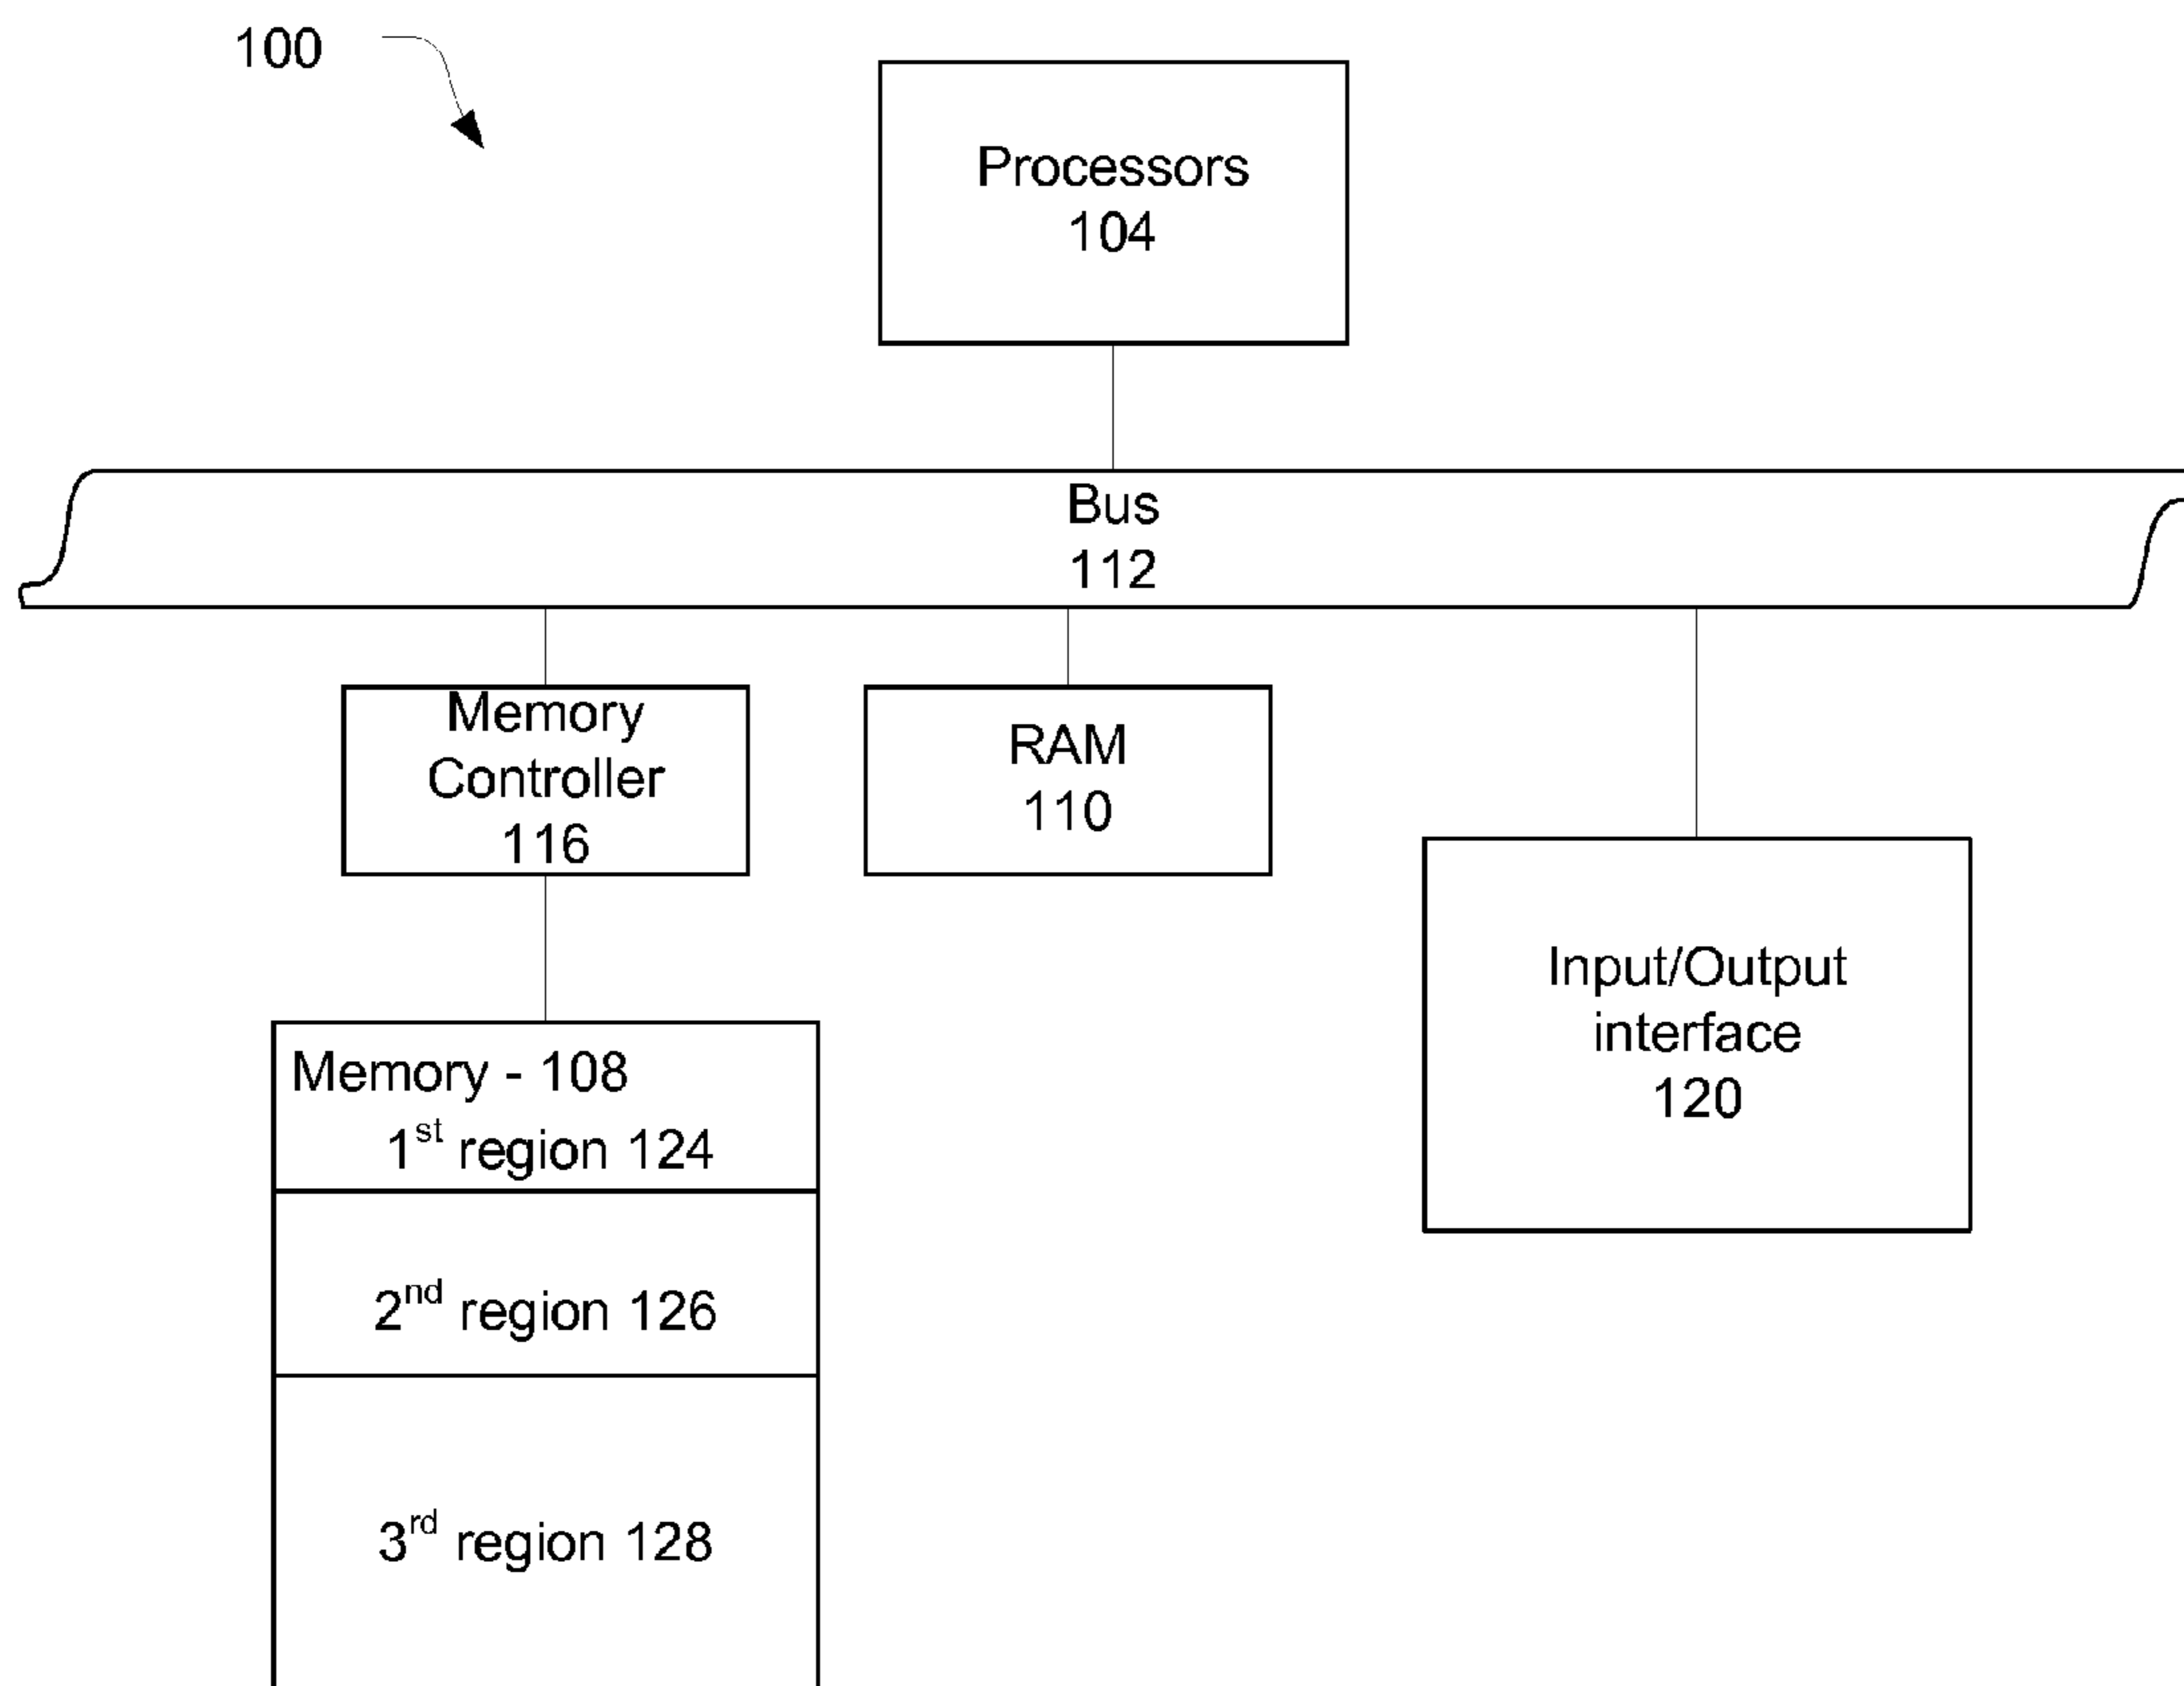 100
Processors
104
Bus
112
Memory
Controller
116
RAM
110
Input/Output
interface
120
Memory - 108
1st region 124
2nd region 126
3rd region 128